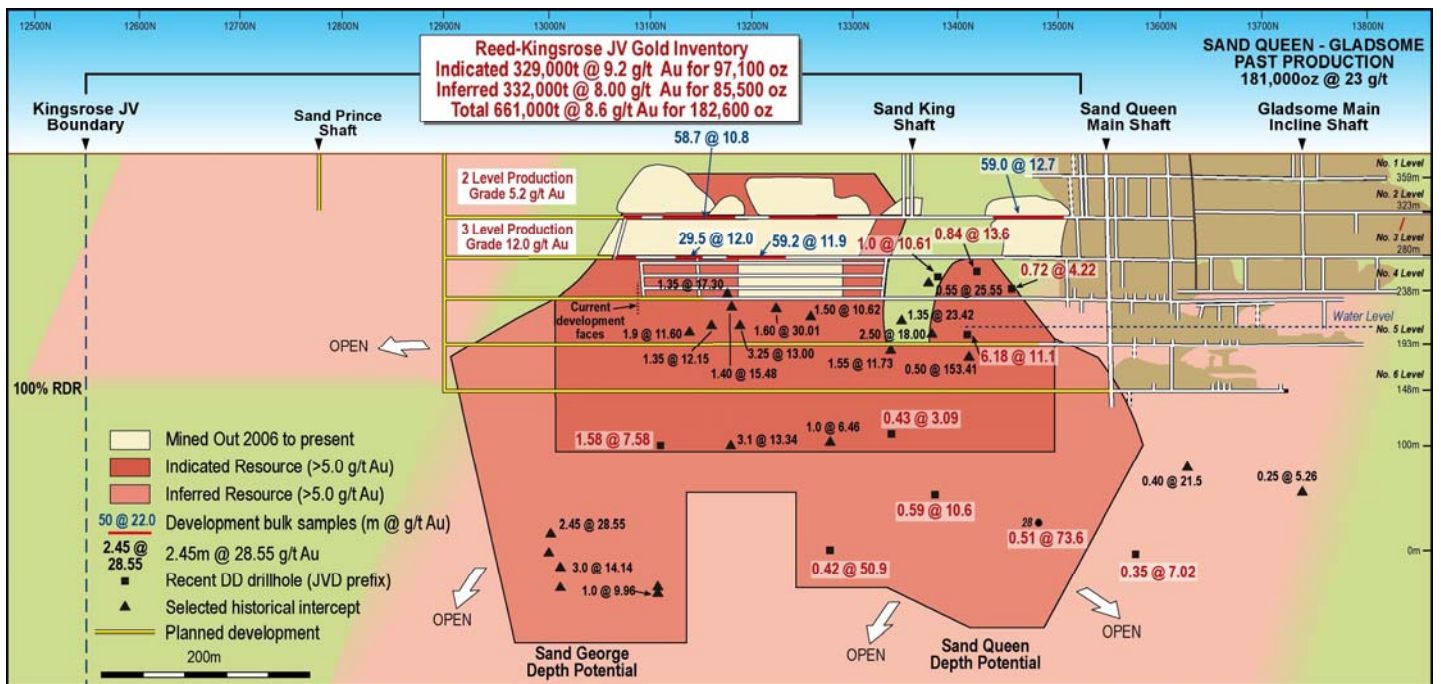 12500N
12700N
12800N
12900N
13000N
13100N
13200N
13300N
13400N
13500N
13600N
13700N
13800N
Reed-Kingsrose JV Gold Inventory
Indicated 329,000t @ 9.2 g/t Au for 97,100 oz
Inferred 332,000t @ 8.00 g/t Au for 85,500 oz
Total 661,000t @ 8.6 g/t Au for 182,600 oz
SAND QUEEN - GLADSOME
PAST PRODUCTION
181,000oz @ 23 g/t
Kingsrose JV
Boundary
Sand Prince
Shaft
Sand King
Shaft
Sand Queen
Main Shaft
Gladsome Main
Incline Shaft
58.7 @ 10.8
59.0 @ 12.7
2 Level Production
Grade 5.2 g/t Au
3 Level Production
Grade 12.0 g/t Au
No. 1 Level
359m
No. 2 Level
323m
No. 3 Level
280m
No. 4 Level
238m
Water Level
No. 5 Level
193m
No. 6 Level
148m
100m
0m
29.5 @ 12.0
59.2 @ 11.9
1.0 @ 10.61
0.84 @ 13.6
0.72 @ 4.22
1.35 @ 17.30
0.55 @ 25.55
Current
development
faces
1.50 @ 10.62
1.35 @ 23.42
1.9 @ 11.60
1.60 @ 30.01
2.50 @ 18.00
1.35 @ 12.15
3.25 @ 13.00
1.55 @ 11.73
6.18 @ 11.1
1.40 @ 15.48
0.50 @ 153.41
OPEN
100% RDR
1.58 @ 7.58
3.1 @ 13.34
1.0 @ 6.46
0.43 @ 3.09
0.40 @ 21.5
0.25 @ 5.26
0.59 @ 10.6
28
0.51 @ 73.6
0.42 @ 50.9
0.35 @ 7.02
2.45 @ 28.55
3.0 @ 14.14
1.0 @ 9.96
Mined Out 2006 to present
Indicated Resource (>5.0 g/t Au)
Inferred Resource (>5.0 g/t Au)
50 @ 22.0 Development bulk samples (m @ g/t Au)
2.45 @
28.55
2.45m @ 28.55 g/t Au
Recent DD drillhole (JVD prefix)
Selected historical intercept
Planned development
200m
OPEN
OPEN
OPEN
Sand George
Depth Potential
Sand Queen
Depth Potential